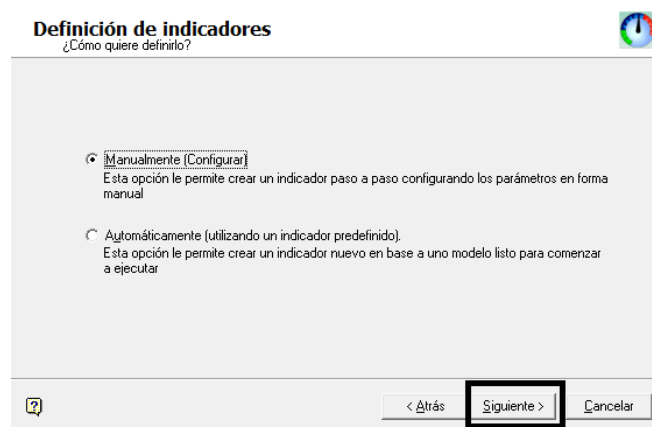 Definición de indicadores
¿Cómo quiere definirlo?
Manualmente (Configurar)
Esta opción le permite crear un indicador paso a paso configurando los parámetros en forma
manual
Automáticamente (utilizando un indicador predefinido).
Esta opción le permite crear un indicador nuevo en base a uno modelo listo para comenzar
a ejecutar
< Atrás
Siguiente >
Cancelar